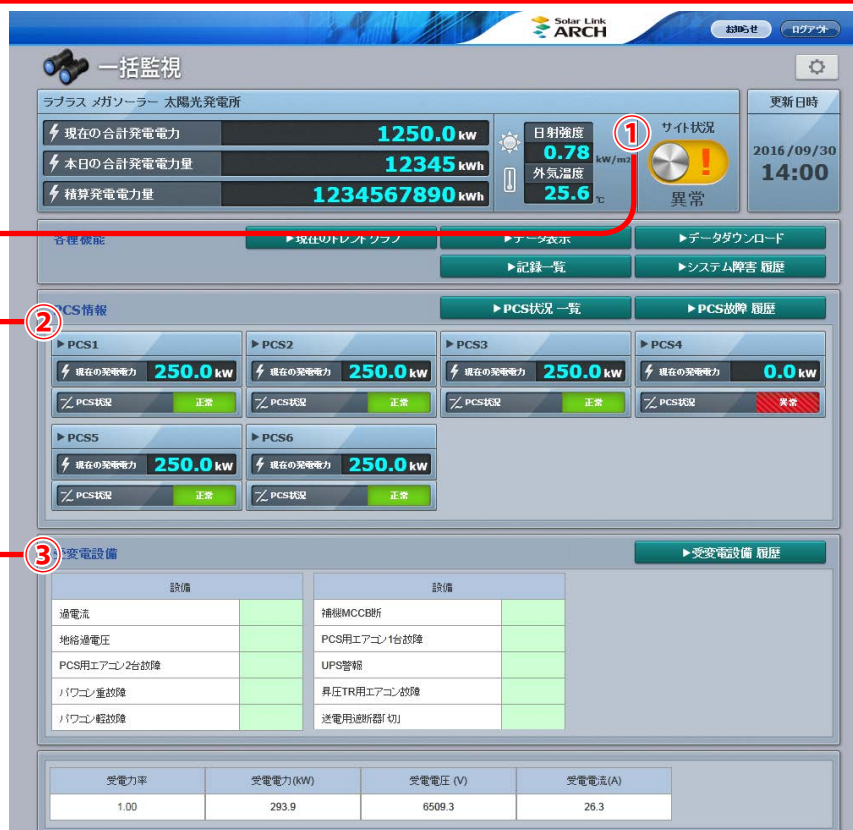 Solar Link
ARCH
お知らせ
ログアウト
一括監視
ラプラス メガソーラー 太陽光発電所
更新日時
現在の合計発電電力 1250.0 kW
本日の合計発電電力量 12345 kWh
積算発電電力量 1234567890 kWh
日射強度
0.78 kW/m2
外気温度
25.6 ℃
①
サイト状況
!
異常
2016/09/30
14:00
各種機能
▶現在のトレンドグラフ
▶データ表示
▶データダウンロード
▶記録一覧
▶システム障害 履歴
②
PCS情報
▶PCS状況 一覧
▶PCS故障 履歴
▶PCS1
現在の発電電力 250.0 kW
PCS状況 正常
▶PCS2
現在の発電電力 250.0 kW
PCS状況 正常
▶PCS3
現在の発電電力 250.0 kW
PCS状況 正常
▶PCS4
現在の発電電力 0.0 kW
PCS状況 異常
▶PCS5
現在の発電電力 250.0 kW
PCS状況 正常
▶PCS6
現在の発電電力 250.0 kW
PCS状況 正常
③
受変電設備
▶受変電設備 履歴
設備
過電流
地絡過電圧
PCS用エアコン2台故障
パワコン重故障
パワコン軽故障
設備
補機MCCB断
PCS用エアコン1台故障
UPS警報
昇圧TR用エアコン故障
送電用遮断器「切」
受電力率 受電電力(kW) 受電電圧 (V) 受電電流(A)
1.00 293.9 6509.3 26.3